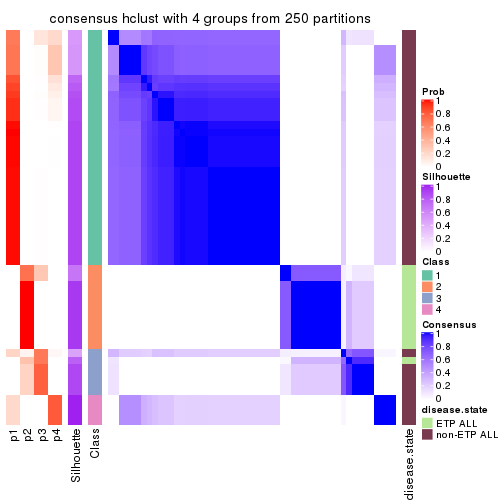 consensus hclust with 4 groups from 250 partitions
Prob
1
0.8
0.6
0.4
0.2
0
Silhouette
1
0.8
0.6
0.4
0.2
0
Class
1
2
3
4
Consensus
1
0.8
0.6
0.4
0.2
0
disease.state
ETP ALL
non-ETP ALL
p1
p2
p3
p4
Silhouette
Class
disease.state